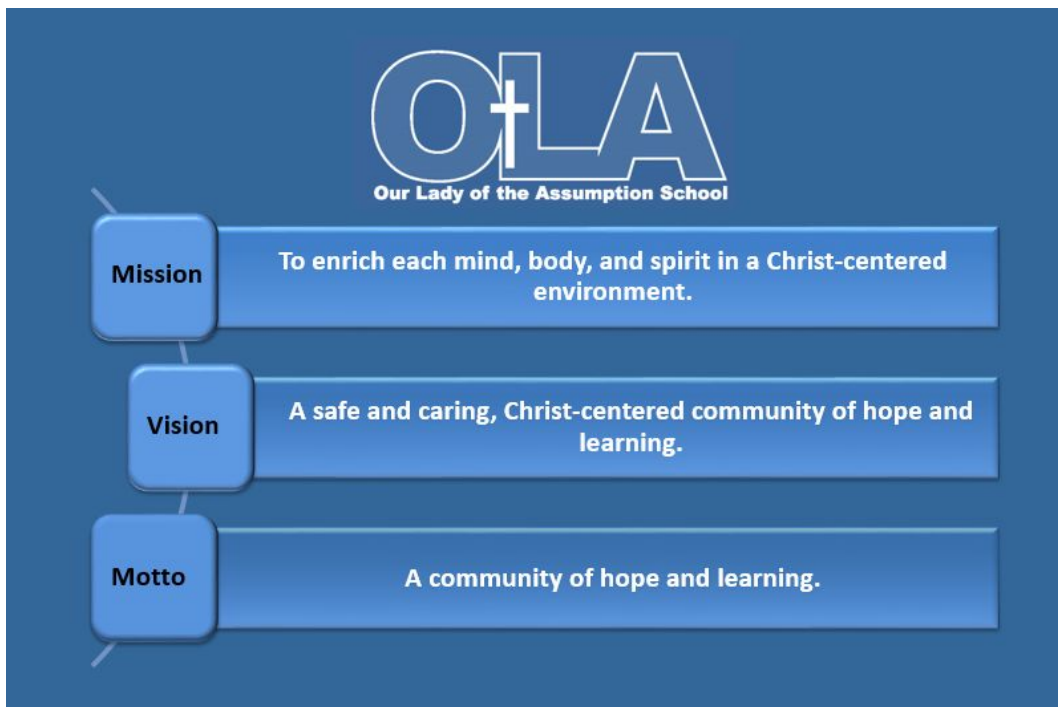 OLA
Our Lady of the Assumption School
Mission
To enrich each mind, body, and spirit in a Christ-centered
environment.
Vision
A safe and caring, Christ-centered community of hope and
learning.
Motto
A community of hope and learning.